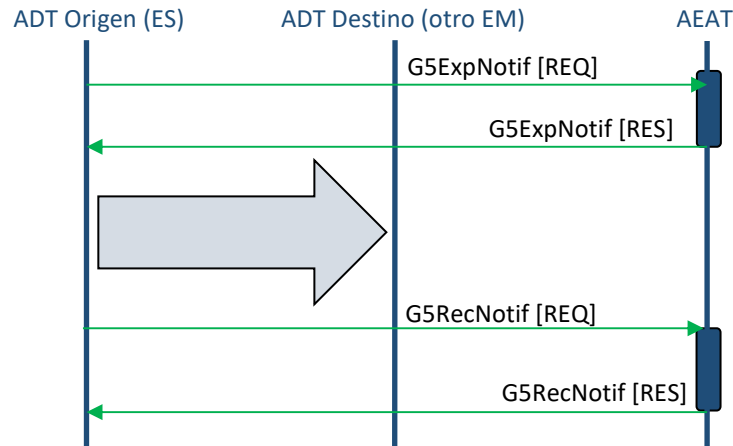 ADT Origen (ES) ADT Destino (otro EM) AEAT
G5ExpNotif [REQ]
G5ExpNotif [RES]
G5RecNotif [REQ]
G5RecNotif [RES]